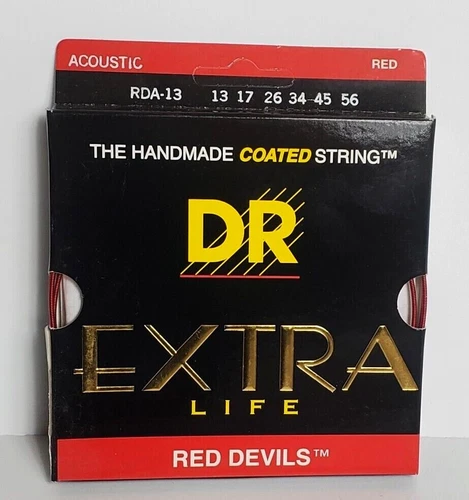 ACOUSTIC RED
RDA-13 13 17 26 34 45 56
THE HANDMADE COATED STRING™
DR
EXTRA
LIFE
RED DEVILS™